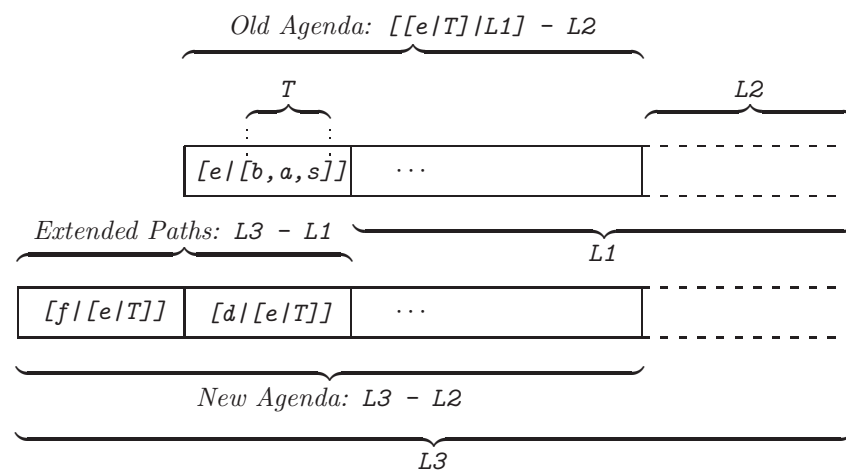 Old Agenda: [[e|T]|L1] - L2
T
L2
[e|[b,a,s]]
...
Extended Paths: L3 - L1
L1
[f|[e|T]]
[d|[e|T]]
...
New Agenda: L3 - L2
L3